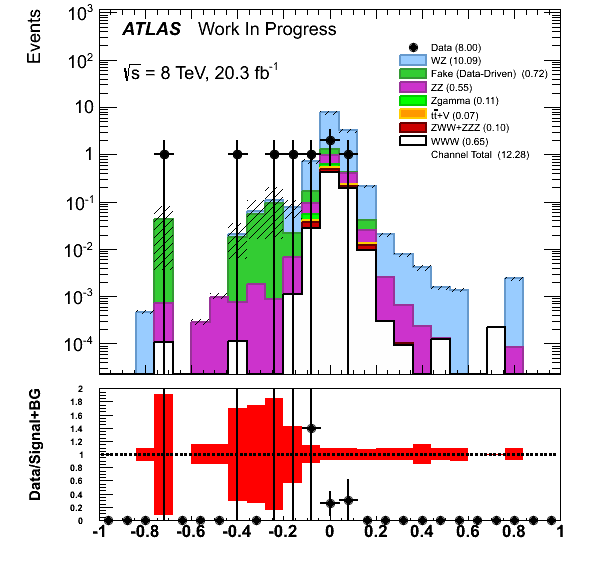 Events
10³
10²
10
1
10⁻¹
10⁻²
10⁻³
10⁻⁴
ATLAS Work In Progress
√s = 8 TeV, 20.3 fb⁻¹
Data (8.00)
WZ (10.09)
Fake (Data-Driven) (0.72)
ZZ (0.55)
Zgamma (0.11)
tt̄+V (0.07)
ZWW+ZZZ (0.10)
WWW (0.65)
Channel Total (12.28)
Data/Signal+BG
2
1.8
1.6
1.4
1.2
1
0.8
0.6
0.4
0.2
0
-1 -0.8 -0.6 -0.4 -0.2 0 0.2 0.4 0.6 0.8 1